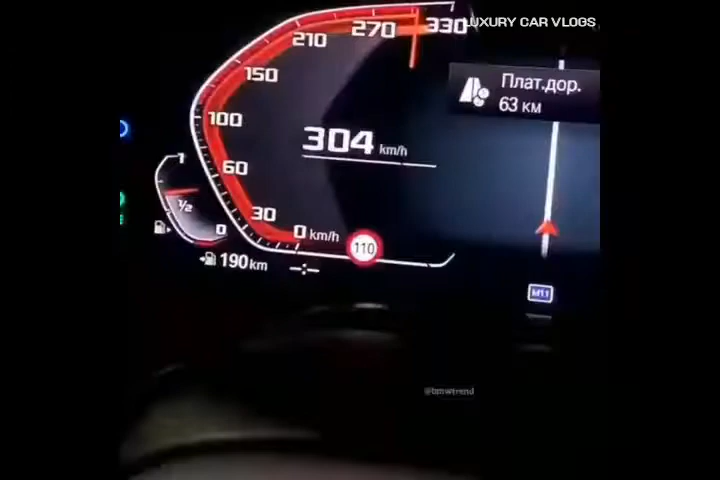 LUXURY CAR VLOGS
330
270
210
150
100
60
30
0 km/h
304 km/h
Плат.дор.
63 км
1
1/2
0
110
190 km
M11
@bmwtrend